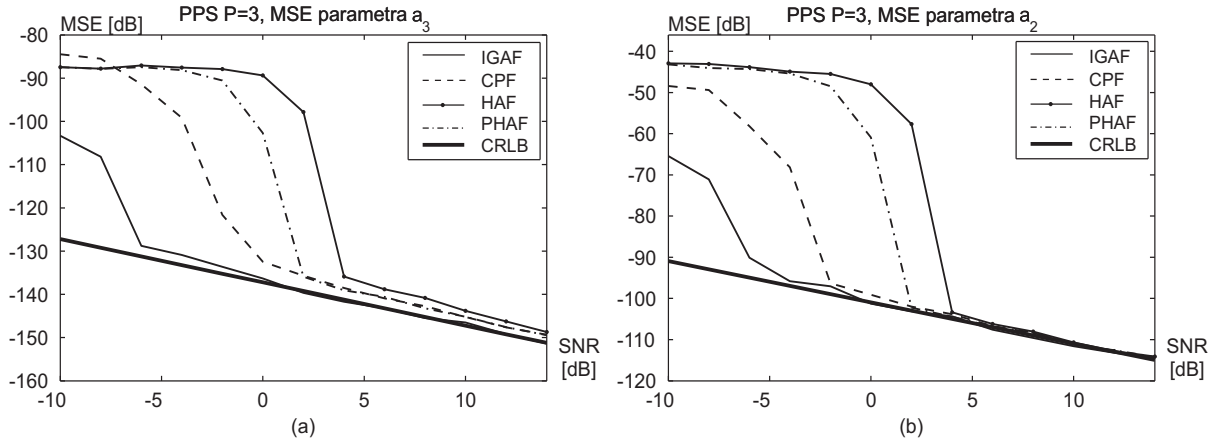 PPS P=3, MSE parametra a3
MSE [dB]
-80
-90
-100
-110
-120
-130
-140
-150
-160
-10
-5
0
5
10
SNR
[dB]
IGAF
CPF
HAF
PHAF
CRLB
(a)
PPS P=3, MSE parametra a2
MSE [dB]
-40
-50
-60
-70
-80
-90
-100
-110
-120
-10
-5
0
5
10
SNR
[dB]
IGAF
CPF
HAF
PHAF
CRLB
(b)